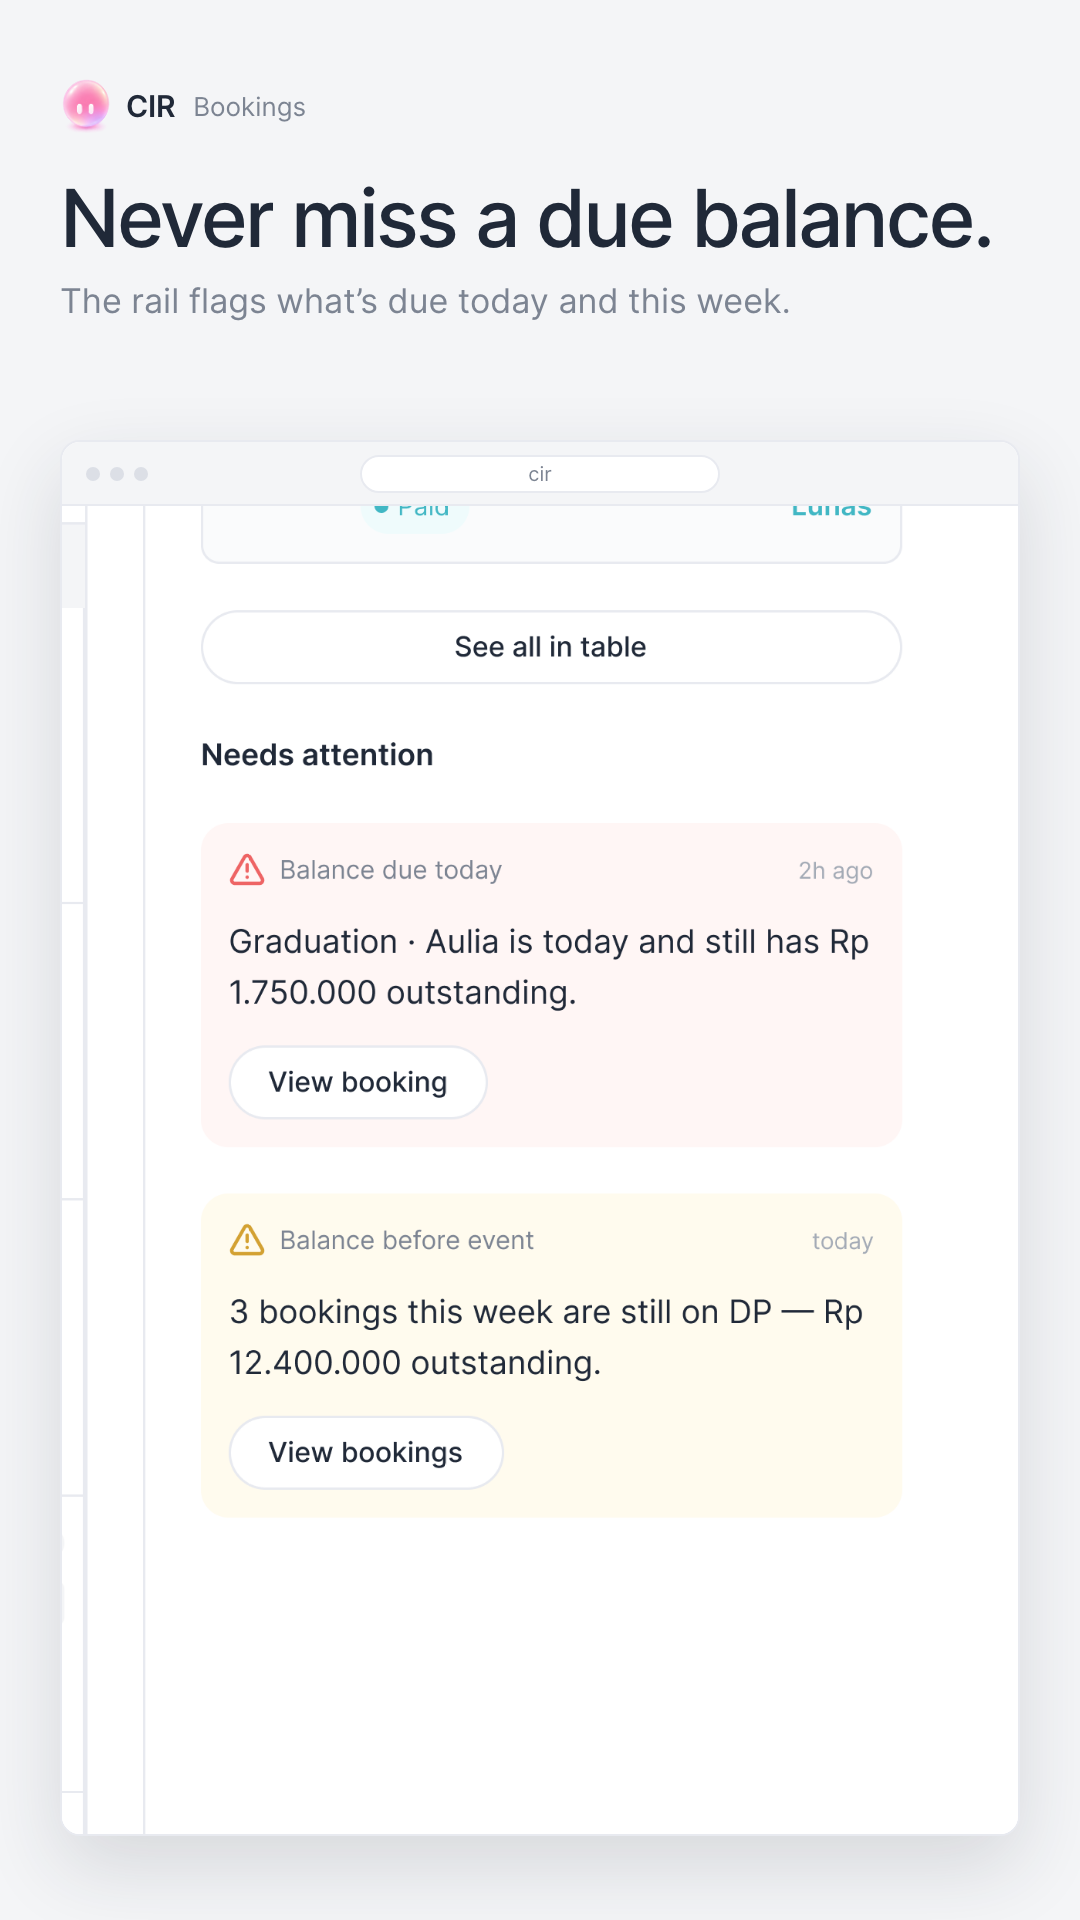 CIR Bookings
Never miss a due balance.
The rail flags what’s due today and this week.
cir
Paid Lunas
See all in table
Needs attention
Balance due today 2h ago
Graduation · Aulia is today and still has Rp
1.750.000 outstanding.
View booking
Balance before event today
3 bookings this week are still on DP — Rp
12.400.000 outstanding.
View bookings